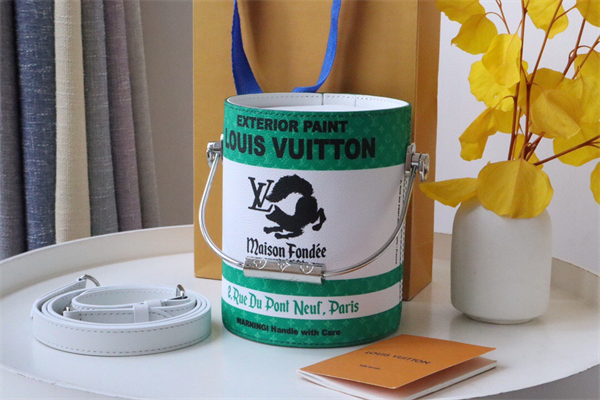 EXTERIOR PAINT
LOUIS VUITTON
LV
Maison Fondée
2, Rue Du Pont Neuf, Paris
WARNING! Handle with Care
LOUIS VUITTON